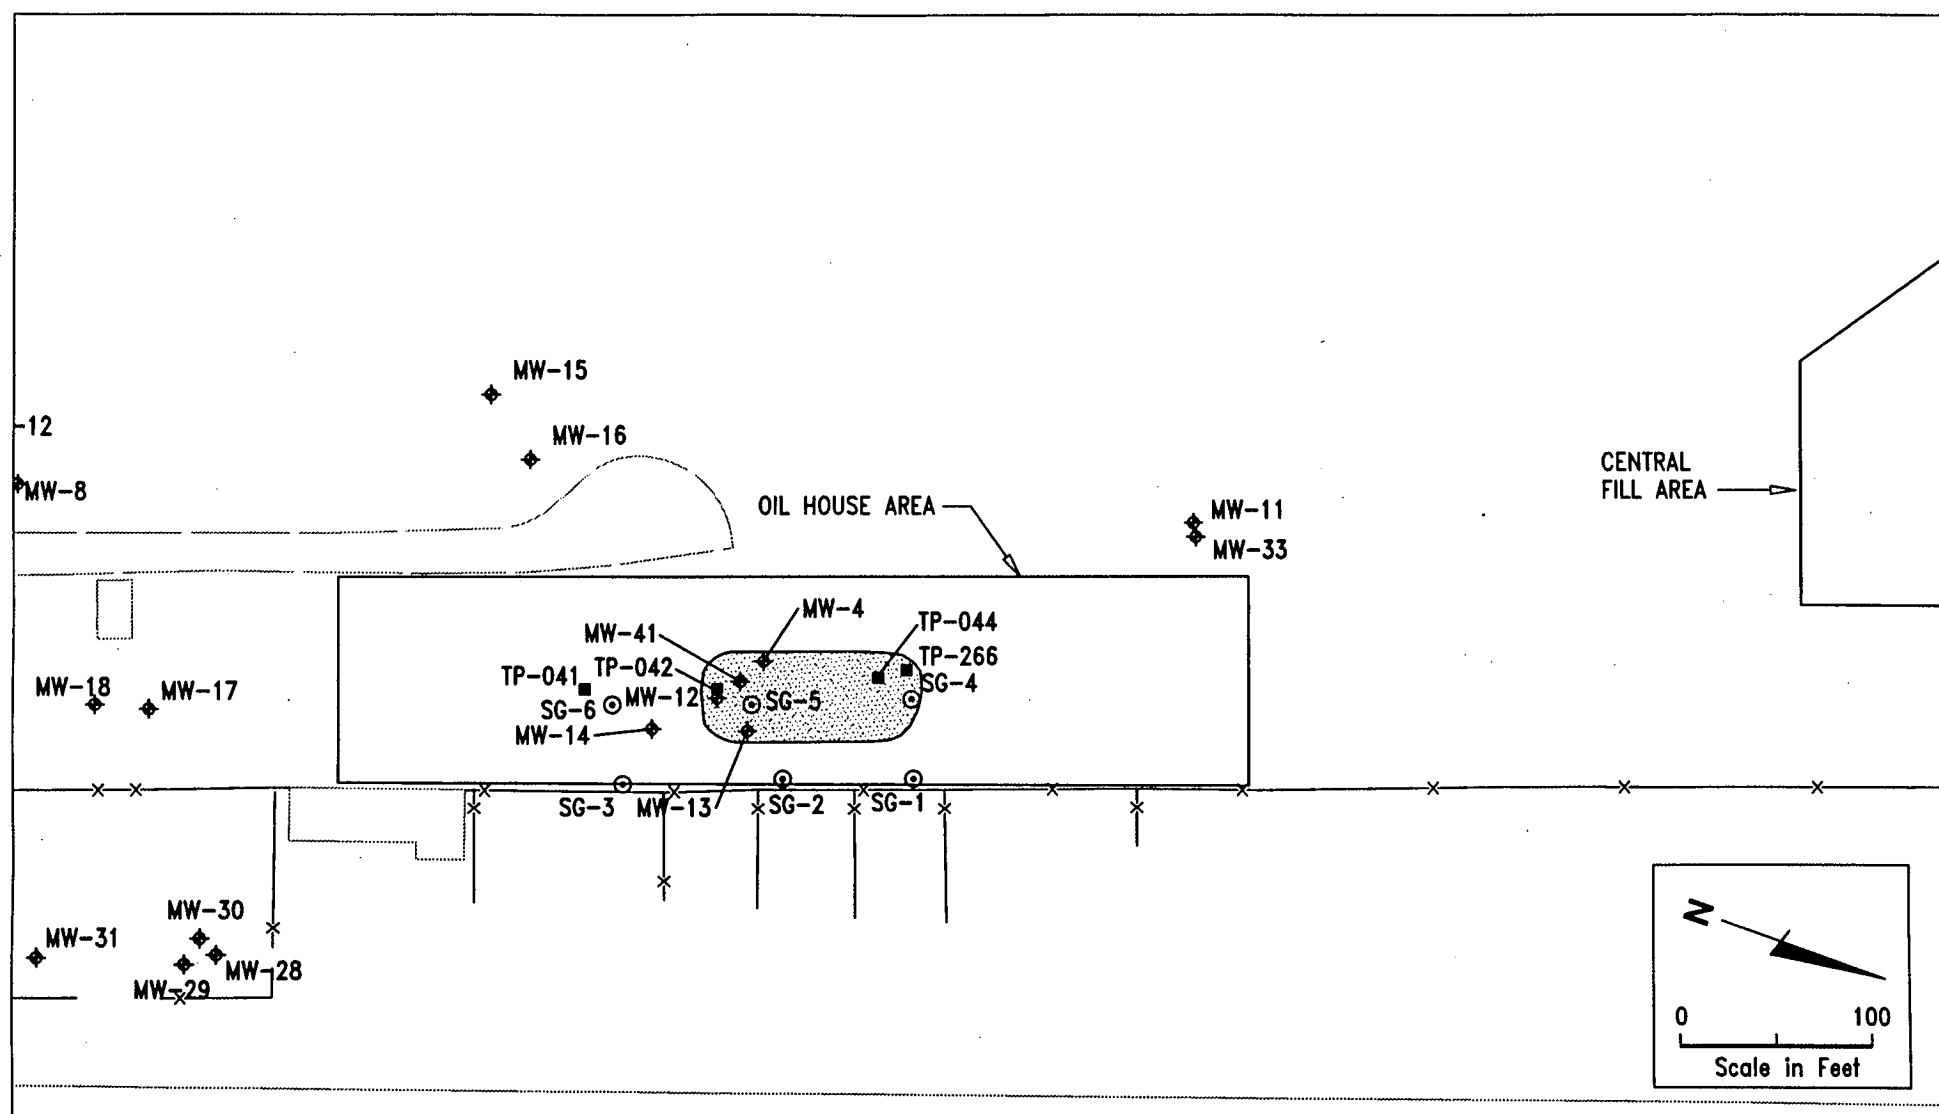 MW-15
-12
MW-16
MW-8
CENTRAL
FILL AREA
OIL HOUSE AREA
MW-11
MW-33
MW-4
MW-41
TP-044
TP-041
TP-042
TP-266
MW-18
MW-17
SG-6
MW-12
SG-5
SG-4
MW-14
SG-3
MW-13
SG-2
SG-1
MW-30
MW-31
MW-28
MW-29
N
0 100
Scale in Feet